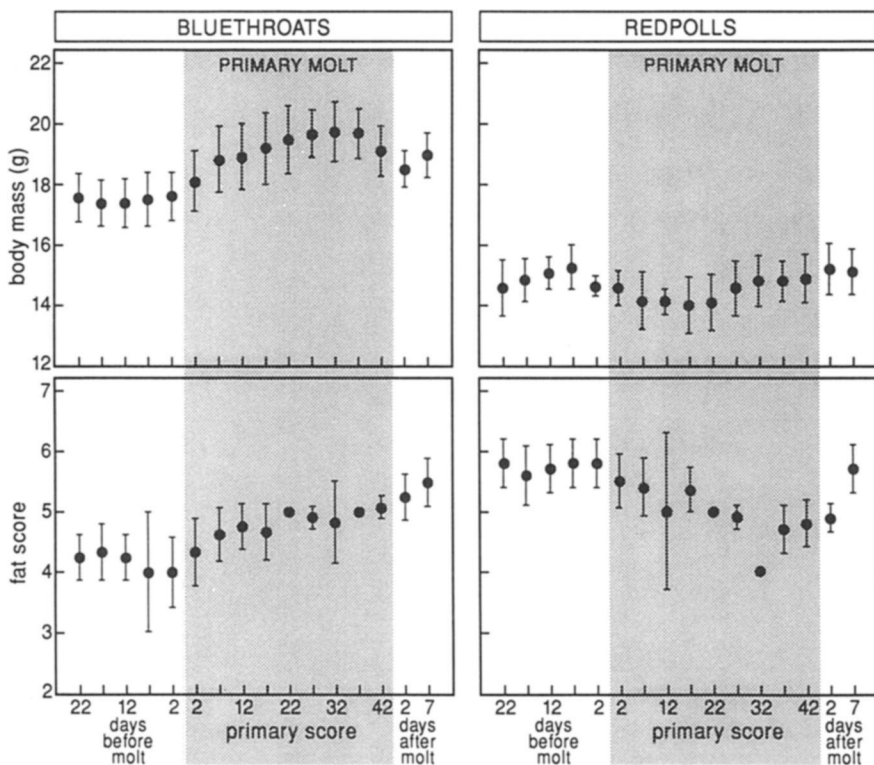 BLUETHROATS
REDPOLLS
PRIMARY MOLT
PRIMARY MOLT
body mass (g)
22
20
18
16
14
12
fat score
7
6
5
4
3
2
22 12 2 2 12 22 32 42 2 7
days before molt
primary score
days after molt
22 12 2 2 12 22 32 42 2 7
days before molt
primary score
days after molt